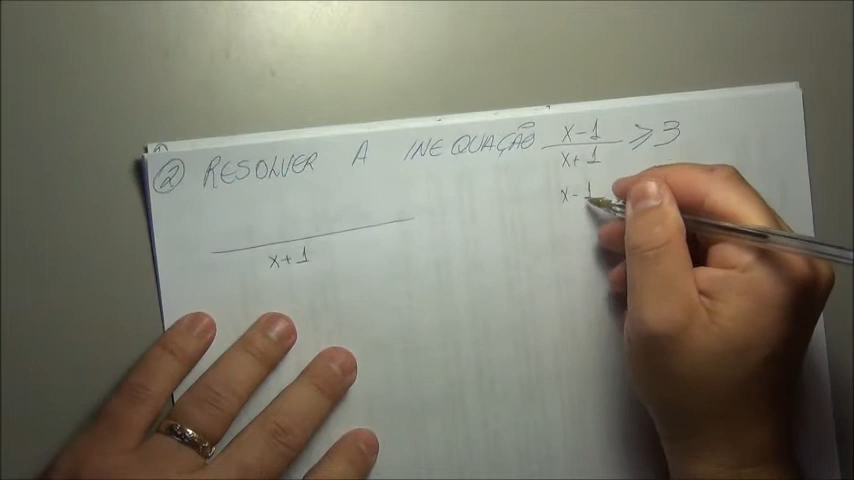 ② RESOLVER A INEQUAÇÃO x-1/x+1 ⩾ 3
x-1
x+1